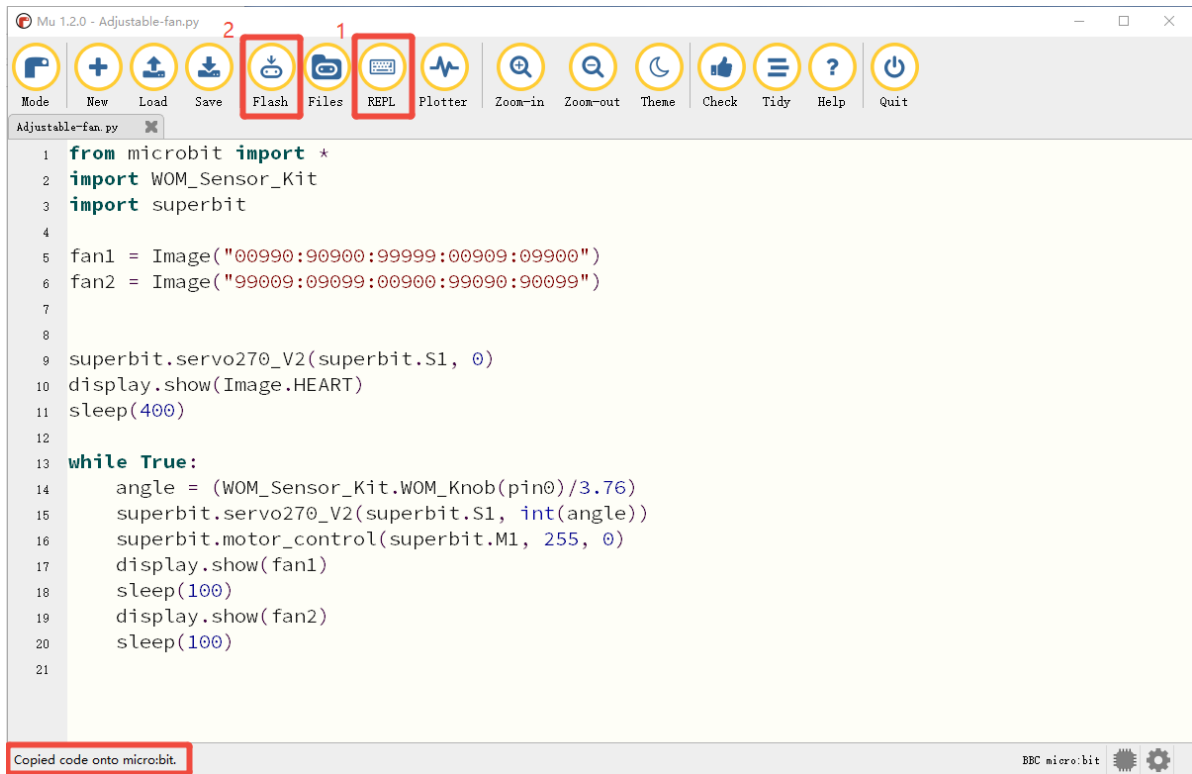 Mu 1.2.0 - Adjustable-fan.py
2 1
Mode New Load Save Flash Files REPL Plotter Zoom-in Zoom-out Theme Check Tidy Help Quit
Adjustable-fan.py
1 from microbit import *
2 import WOM_Sensor_Kit
3 import superbit
4
5 fan1 = Image("00990:90900:99999:00909:09900")
6 fan2 = Image("99009:09099:00900:99090:90099")
7
8
9 superbit.servo270_V2(superbit.S1, 0)
10 display.show(Image.HEART)
11 sleep(400)
12
13 while True:
14     angle = (WOM_Sensor_Kit.WOM_Knob(pin0)/3.76)
15     superbit.servo270_V2(superbit.S1, int(angle))
16     superbit.motor_control(superbit.M1, 255, 0)
17     display.show(fan1)
18     sleep(100)
19     display.show(fan2)
20     sleep(100)
21
Copied code onto micro:bit. BBC micro:bit